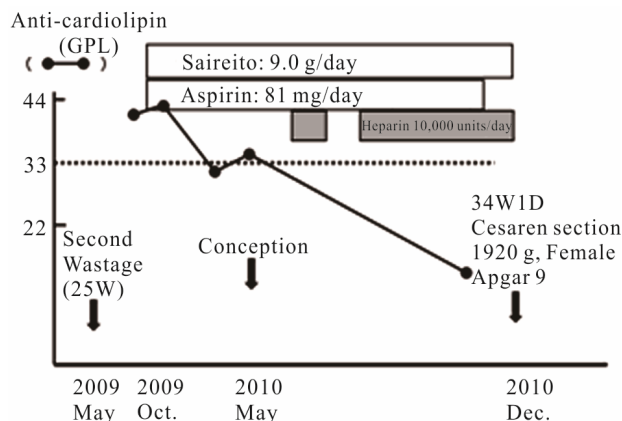 Anti-cardiolipin
(GPL)
( )
Saireito: 9.0 g/day
Aspirin: 81 mg/day
Heparin 10,000 units/day
44
33
22
Second
Wastage
(25W)
Conception
34W1D
Cesaren section
1920 g, Female
Apgar 9
2009
May
2009
Oct.
2010
May
2010
Dec.